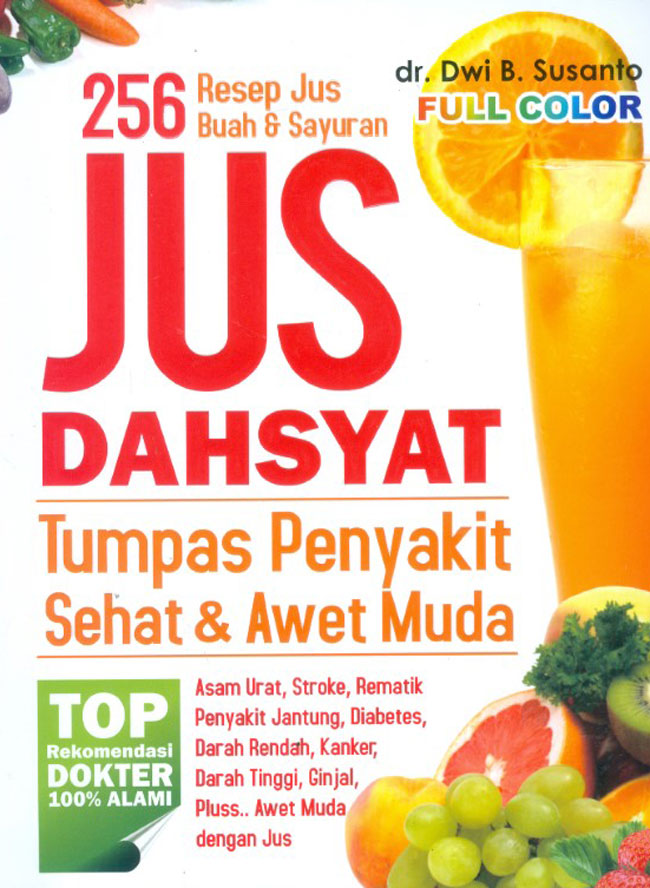 dr. Dwi B. Susanto
FULL COLOR
256 Resep Jus
Buah & Sayuran
JUS
DAHSYAT
Tumpas Penyakit
Sehat & Awet Muda
TOP
Rekomendasi
DOKTER
100% ALAMI
Asam Urat, Stroke, Rematik
Penyakit Jantung, Diabetes,
Darah Rendah, Kanker,
Darah Tinggi, Ginjal,
Pluss.. Awet Muda
dengan Jus